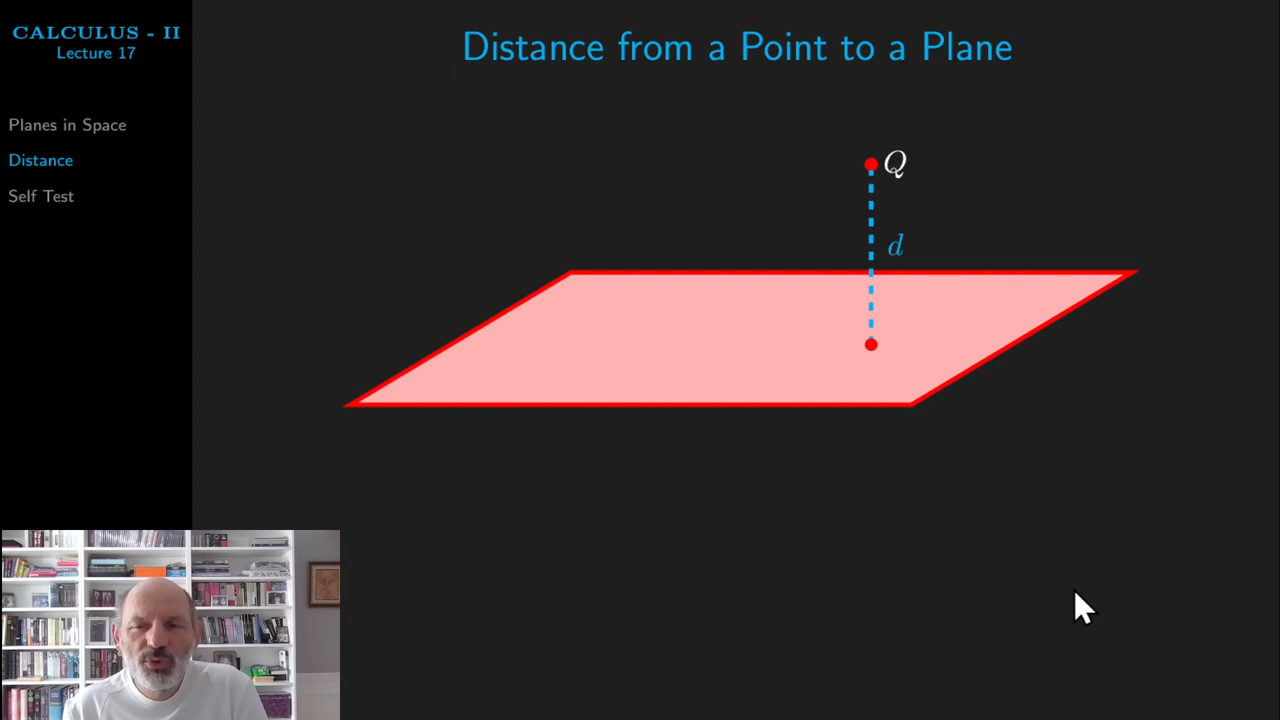 CALCULUS - II
Lecture 17
Planes in Space
Distance
Self Test
Distance from a Point to a Plane
Q
d